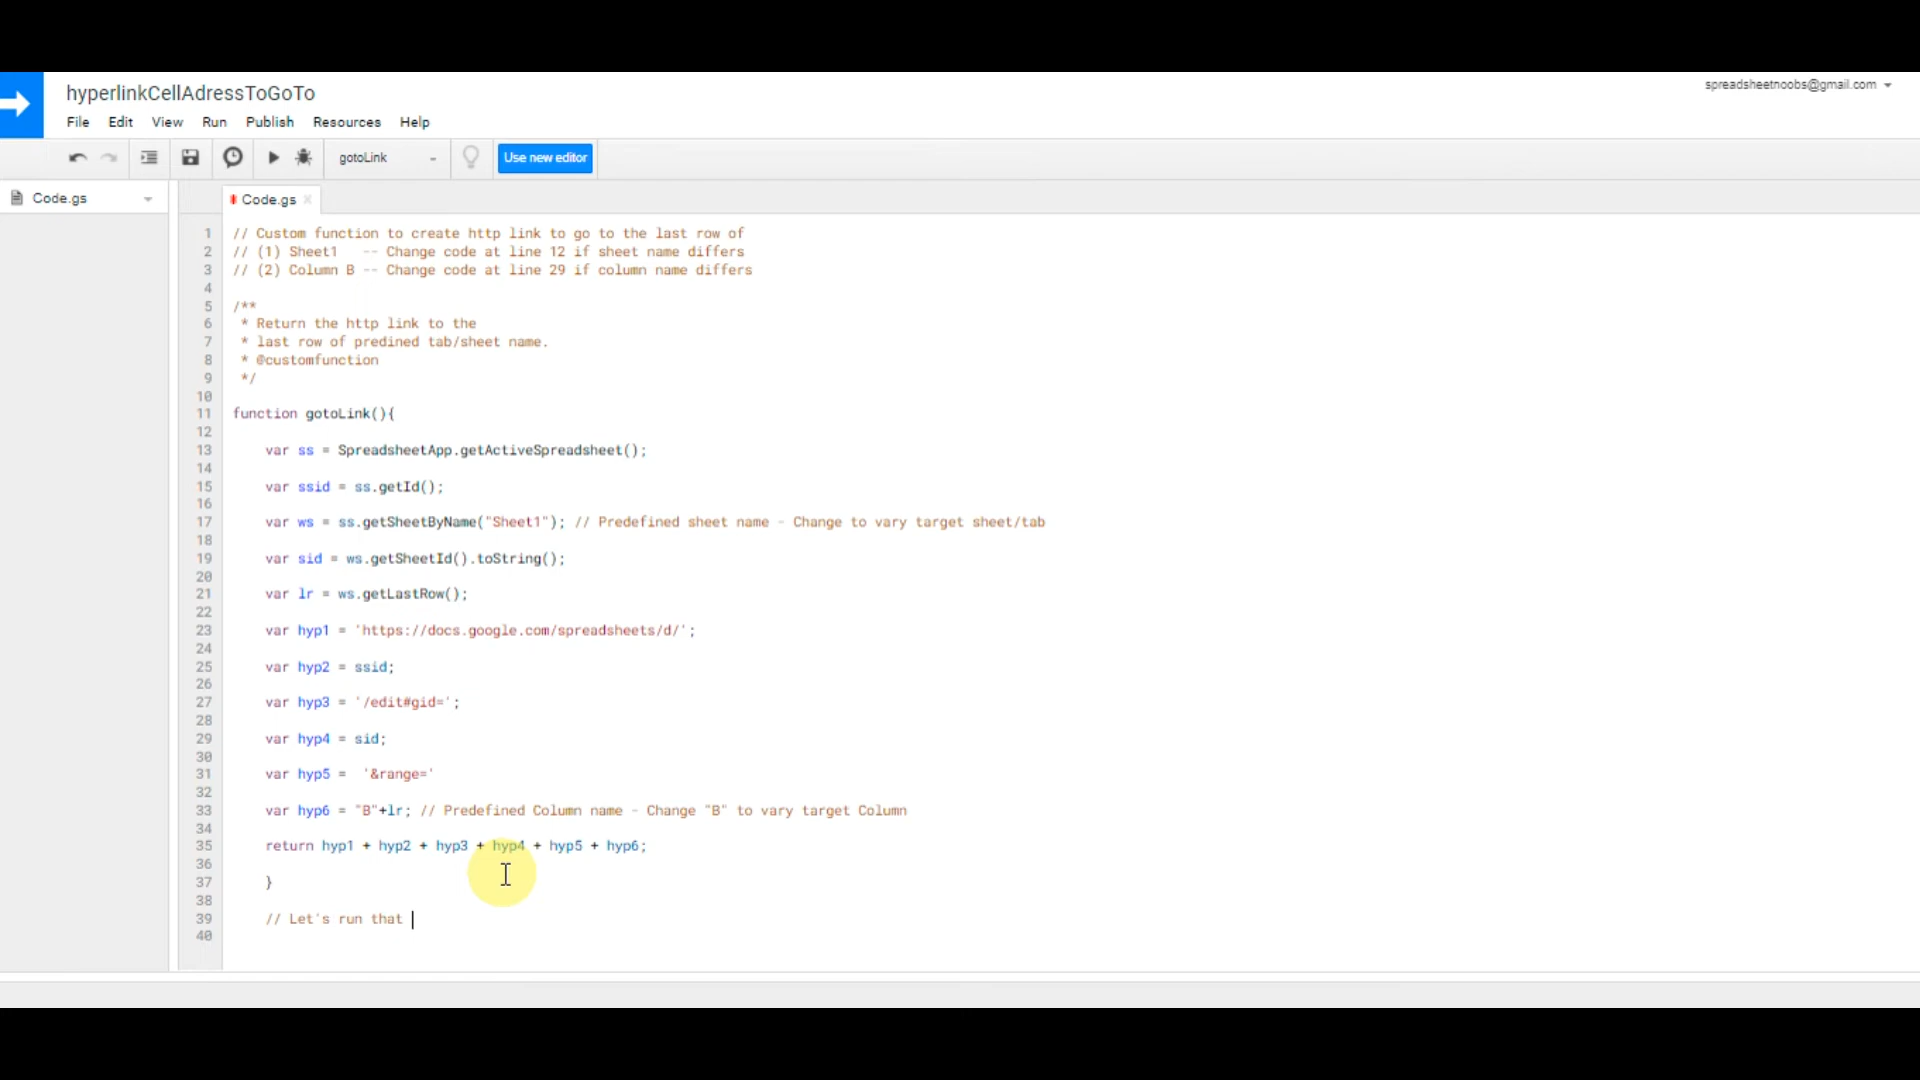 hyperlinkCellAdressToGoTo
spreadsheetnoobs@gmail.com
File Edit View Run Publish Resources Help
gotoLink
Use new editor
Code.gs
Code.gs
1 // Custom function to create http link to go to the last row of
2 // (1) Sheet1 -- Change code at line 12 if sheet name differs
3 // (2) Column B -- Change code at line 29 if column name differs
4
5 /**
6 * Return the http link to the
7 * last row of predined tab/sheet name.
8 * @customfunction
9 */
10
11 function gotoLink(){
12
13 var ss = SpreadsheetApp.getActiveSpreadsheet();
14
15 var ssid = ss.getId();
16
17 var ws = ss.getSheetByName("Sheet1"); // Predefined sheet name - Change to vary target sheet/tab
18
19 var sid = ws.getSheetId().toString();
20
21 var lr = ws.getLastRow();
22
23 var hyp1 = 'https://docs.google.com/spreadsheets/d/';
24
25 var hyp2 = ssid;
26
27 var hyp3 = '/edit#gid=';
28
29 var hyp4 = sid;
30
31 var hyp5 = '&range='
32
33 var hyp6 = "B"+lr; // Predefined Column name - Change "B" to vary target Column
34
35 return hyp1 + hyp2 + hyp3 + hyp4 + hyp5 + hyp6;
36
37 }
38
39 // Let's run that
40